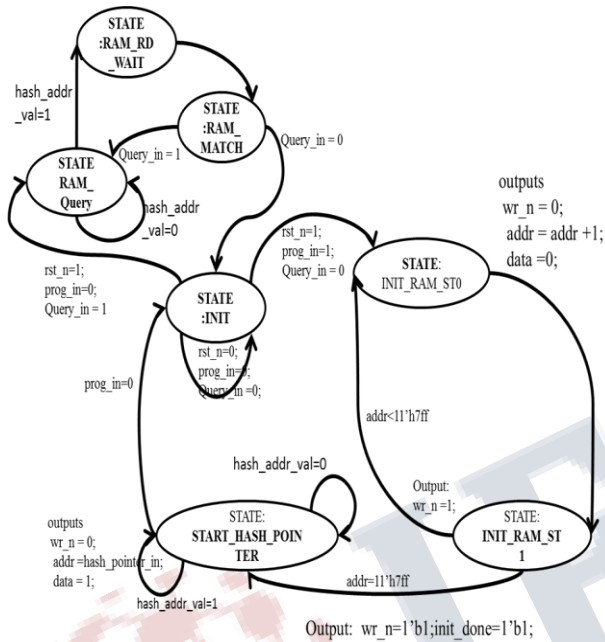 STATE
:RAM_RD
_WAIT
hash_addr
_val=1
STATE
:RAM_
MATCH
Query_in = 1
Query_in = 0
STATE
RAM_
Query
hash_addr
_val=0
rst_n=1;
prog_in=0;
Query_in = 1
STATE
:INIT
rst_n=0;
prog_in=0;
Query_in =0;
rst_n=1;
prog_in=1;
Query_in = 0
STATE:
INIT_RAM_ST0
outputs
wr_n = 0;
addr = addr +1;
data =0;
prog_in=0
addr<11'h7ff
hash_addr_val=0
Output:
wr_n =1;
STATE:
START_HASH_POIN
TER
STATE:
INIT_RAM_ST
1
outputs
wr_n = 0;
addr =hash_pointer_in;
data = 1;
hash_addr_val=1
addr=11'h7ff
Output: wr_n=1'b1;init_done=1'b1;